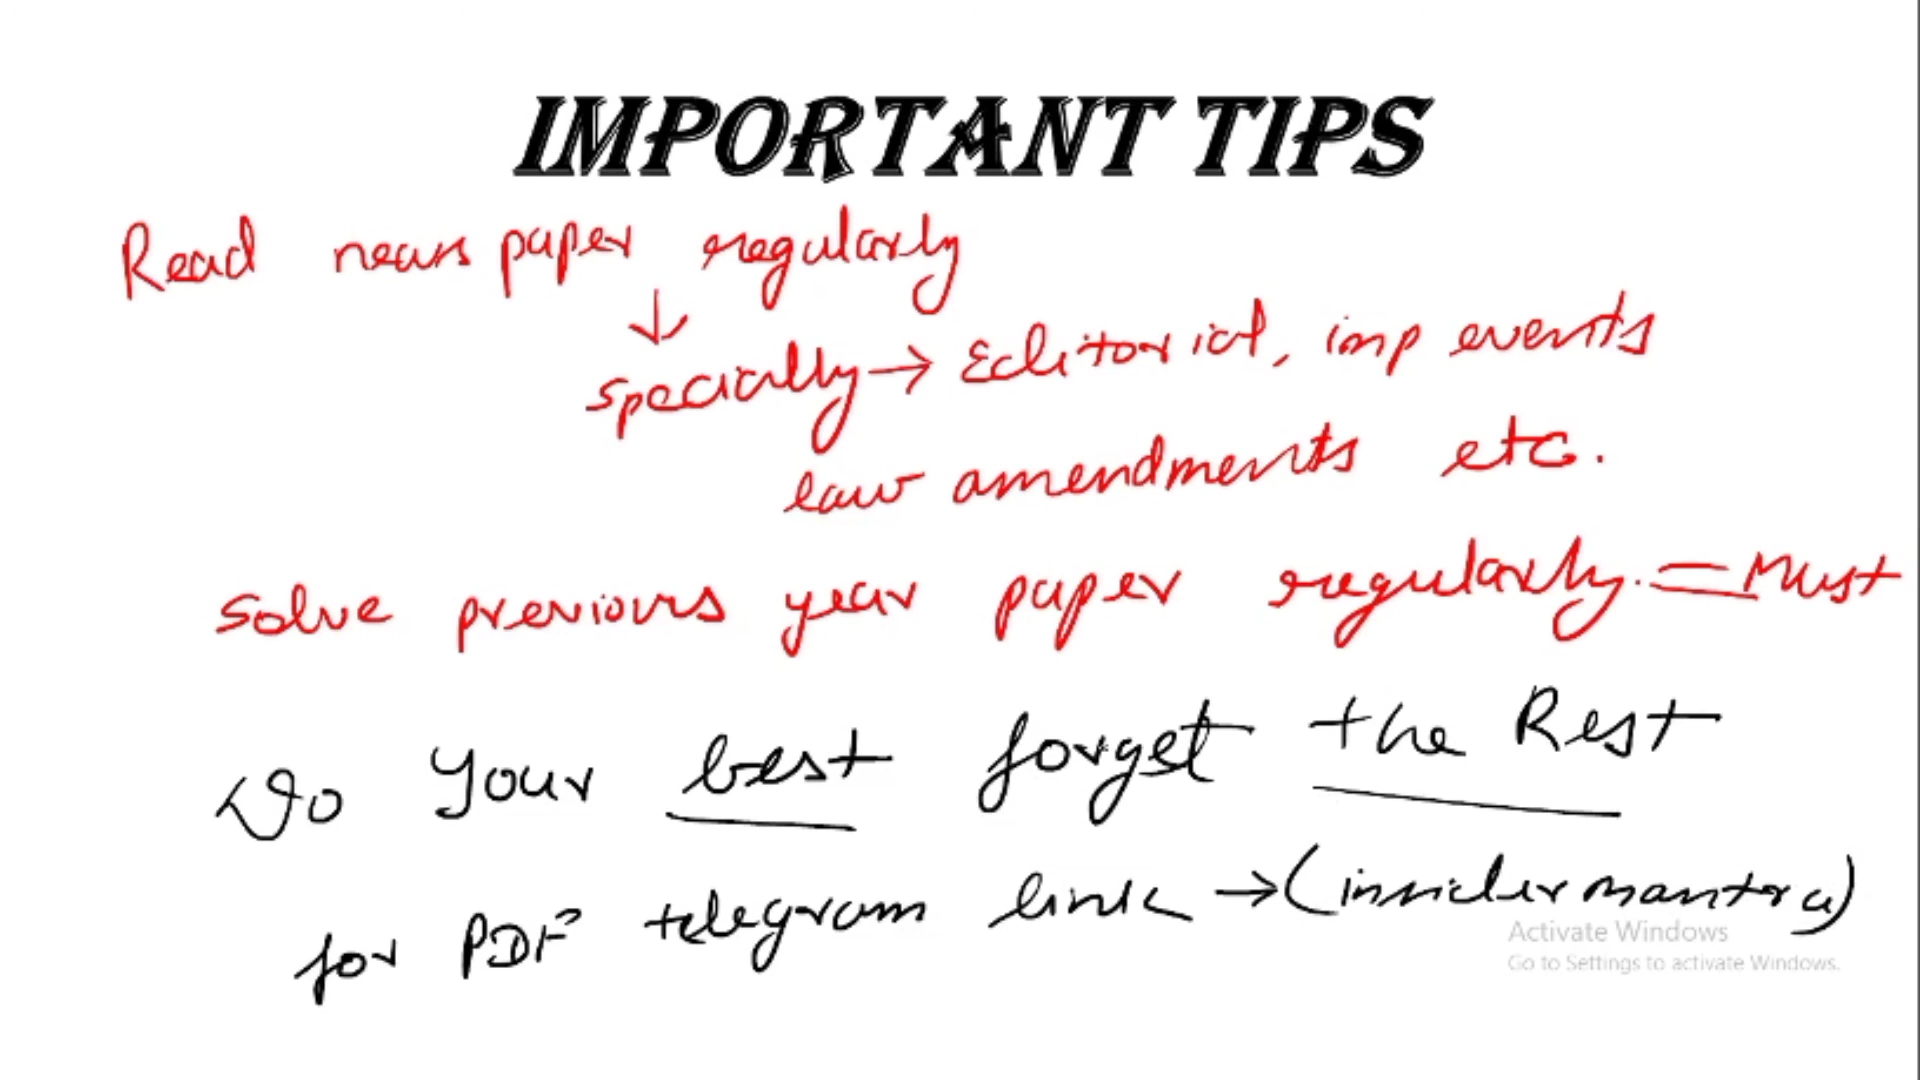 IMPORTANT TIPS
Read news paper regularly
↓
specially → Editorial, imp events
law amendments etc.
solve previous year paper regularly. = Must
Do your best forget the Rest
for PDF telegram link → (insider mantra)
Activate Windows
Go to Settings to activate Windows.